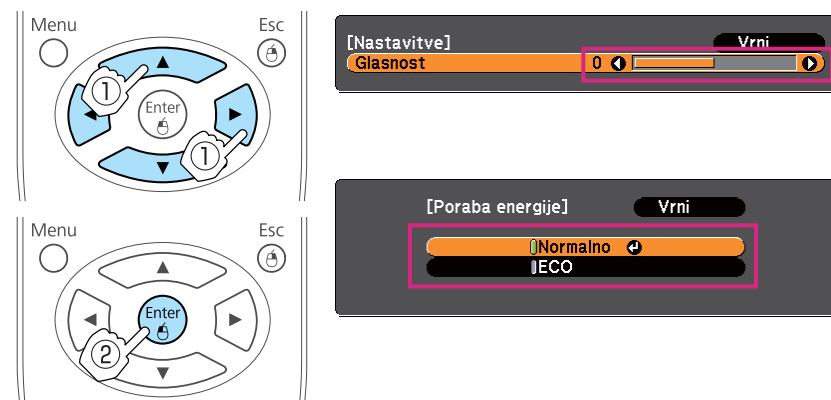 Menu
Esc
①
Enter
①
[Nastavitve]
Vrni
Glasnost
0
Menu
Esc
Enter
②
[Poraba energije]
Vrni
Normalno
ECO